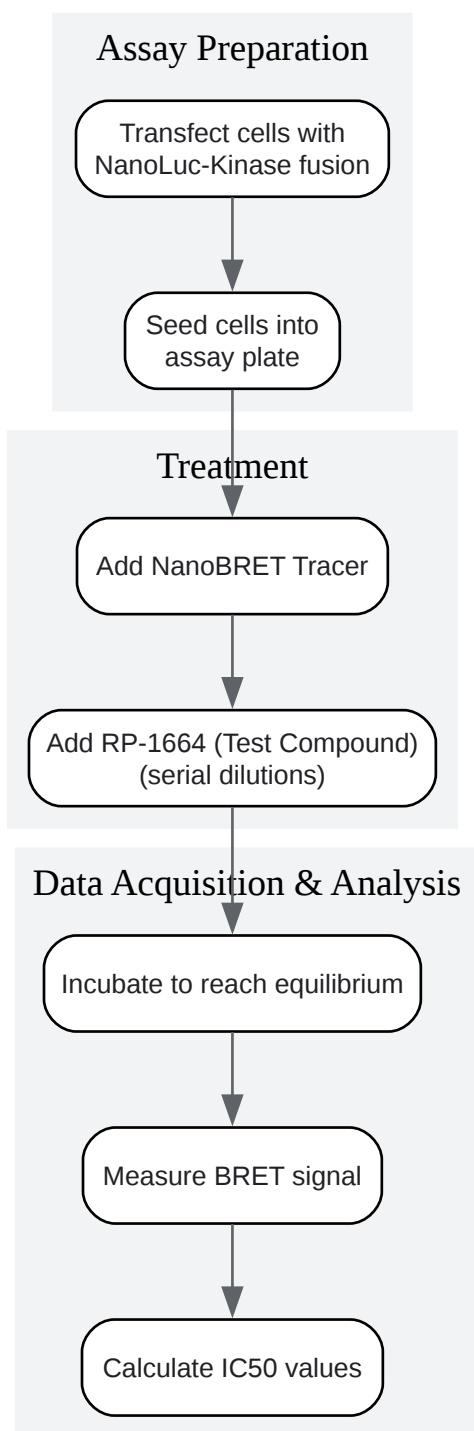 Assay Preparation
Transfect cells with
NanoLuc-Kinase fusion
Seed cells into
assay plate
Treatment
Add NanoBRET Tracer
Add RP-1664 (Test Compound)
(serial dilutions)
Data Acquisition & Analysis
Incubate to reach equilibrium
Measure BRET signal
Calculate IC50 values